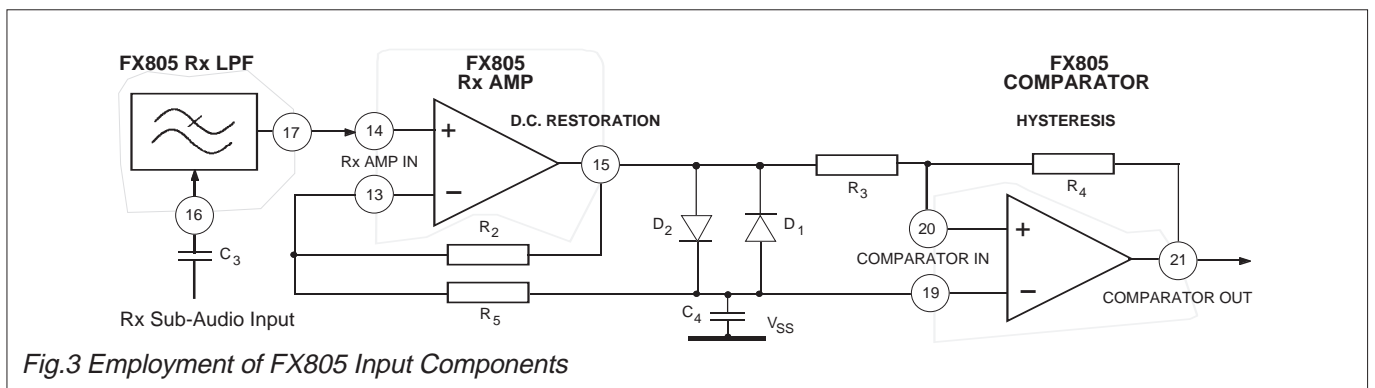 FX805 Rx LPF
FX805
Rx AMP
FX805
COMPARATOR
D.C. RESTORATION
HYSTERESIS
17
14
+
Rx AMP IN
15
13
−
16
R2
R3
R4
D2
D1
20
+
COMPARATOR IN
21
19
−
COMPARATOR OUT
C3
R5
C4
VSS
Rx Sub-Audio Input
Fig.3 Employment of FX805 Input Components